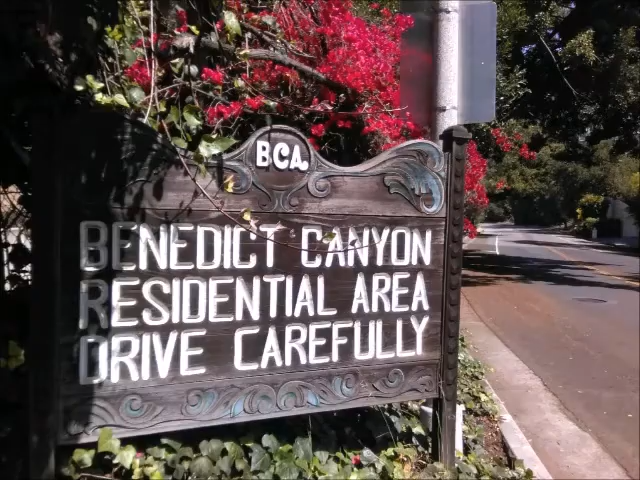 BCA
BENEDICT CANYON
RESIDENTIAL AREA
DRIVE CAREFULLY